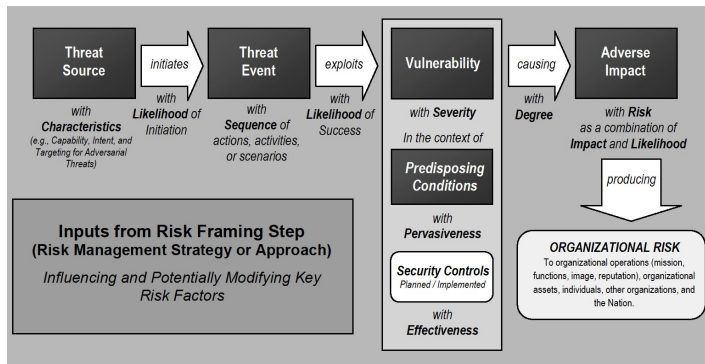 Threat
Source
with
Characteristics
(e.g., Capability, Intent, and
Targeting for Adversarial
Threats)
initiates
with
Likelihood of
Initiation
Threat
Event
with
Sequence of
actions, activities,
or scenarios
exploits
with
Likelihood of
Success
Vulnerability
with Severity
In the context of
Predisposing
Conditions
with
Pervasiveness
Security Controls
Planned / Implemented
with
Effectiveness
causing
with
Degree
Adverse
Impact
with Risk
as a combination of
Impact and Likelihood
producing
ORGANIZATIONAL RISK
To organizational operations (mission,
functions, image, reputation), organizational
assets, individuals, other organizations, and
the Nation.
Inputs from Risk Framing Step
(Risk Management Strategy or Approach)
Influencing and Potentially Modifying Key
Risk Factors